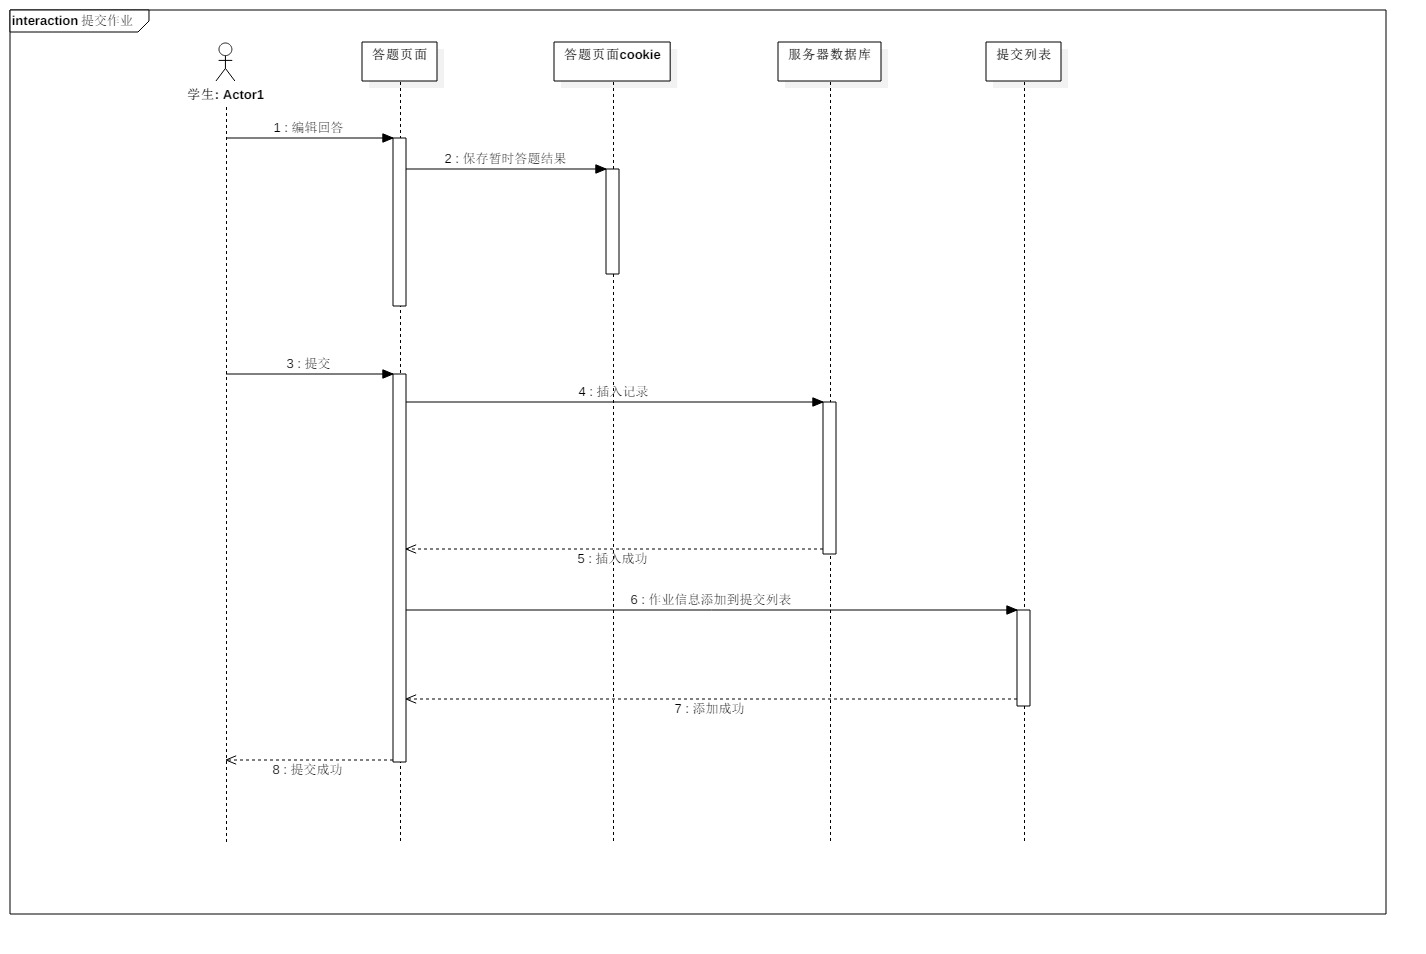 interaction 提交作业
学生: Actor1
答题页面
答题页面cookie
服务器数据库
提交列表
1 : 编辑回答
2 : 保存暂时答题结果
3 : 提交
4 : 插入记录
5 : 插入成功
6 : 作业信息添加到提交列表
7 : 添加成功
8 : 提交成功